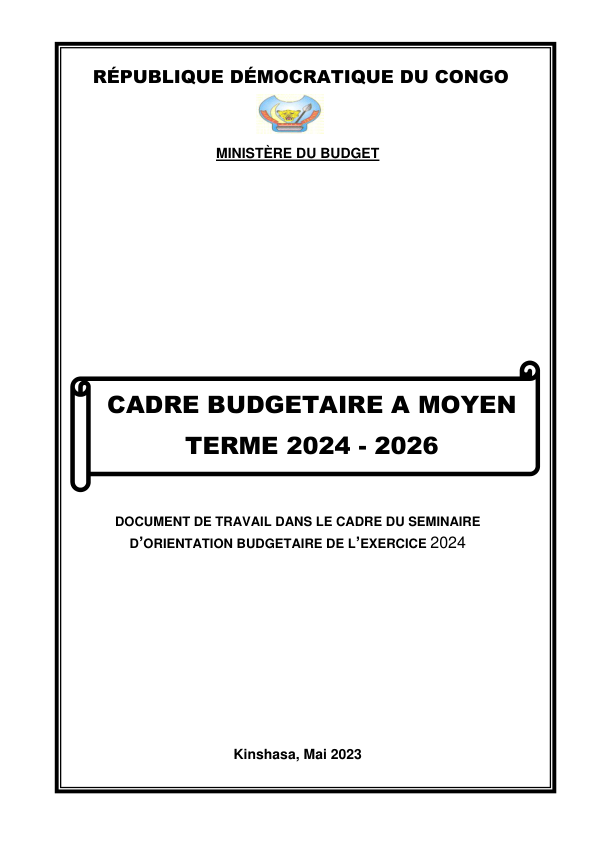 RÉPUBLIQUE DÉMOCRATIQUE DU CONGO
MINISTÈRE DU BUDGET
CADRE BUDGETAIRE A MOYEN
TERME 2024 - 2026
DOCUMENT DE TRAVAIL DANS LE CADRE DU SEMINAIRE
D’ORIENTATION BUDGETAIRE DE L’EXERCICE 2024
Kinshasa, Mai 2023